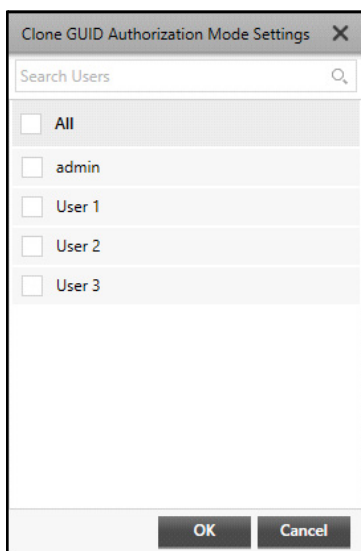 Clone GUID Authorization Mode Settings
Search Users
All
admin
User 1
User 2
User 3
OK Cancel